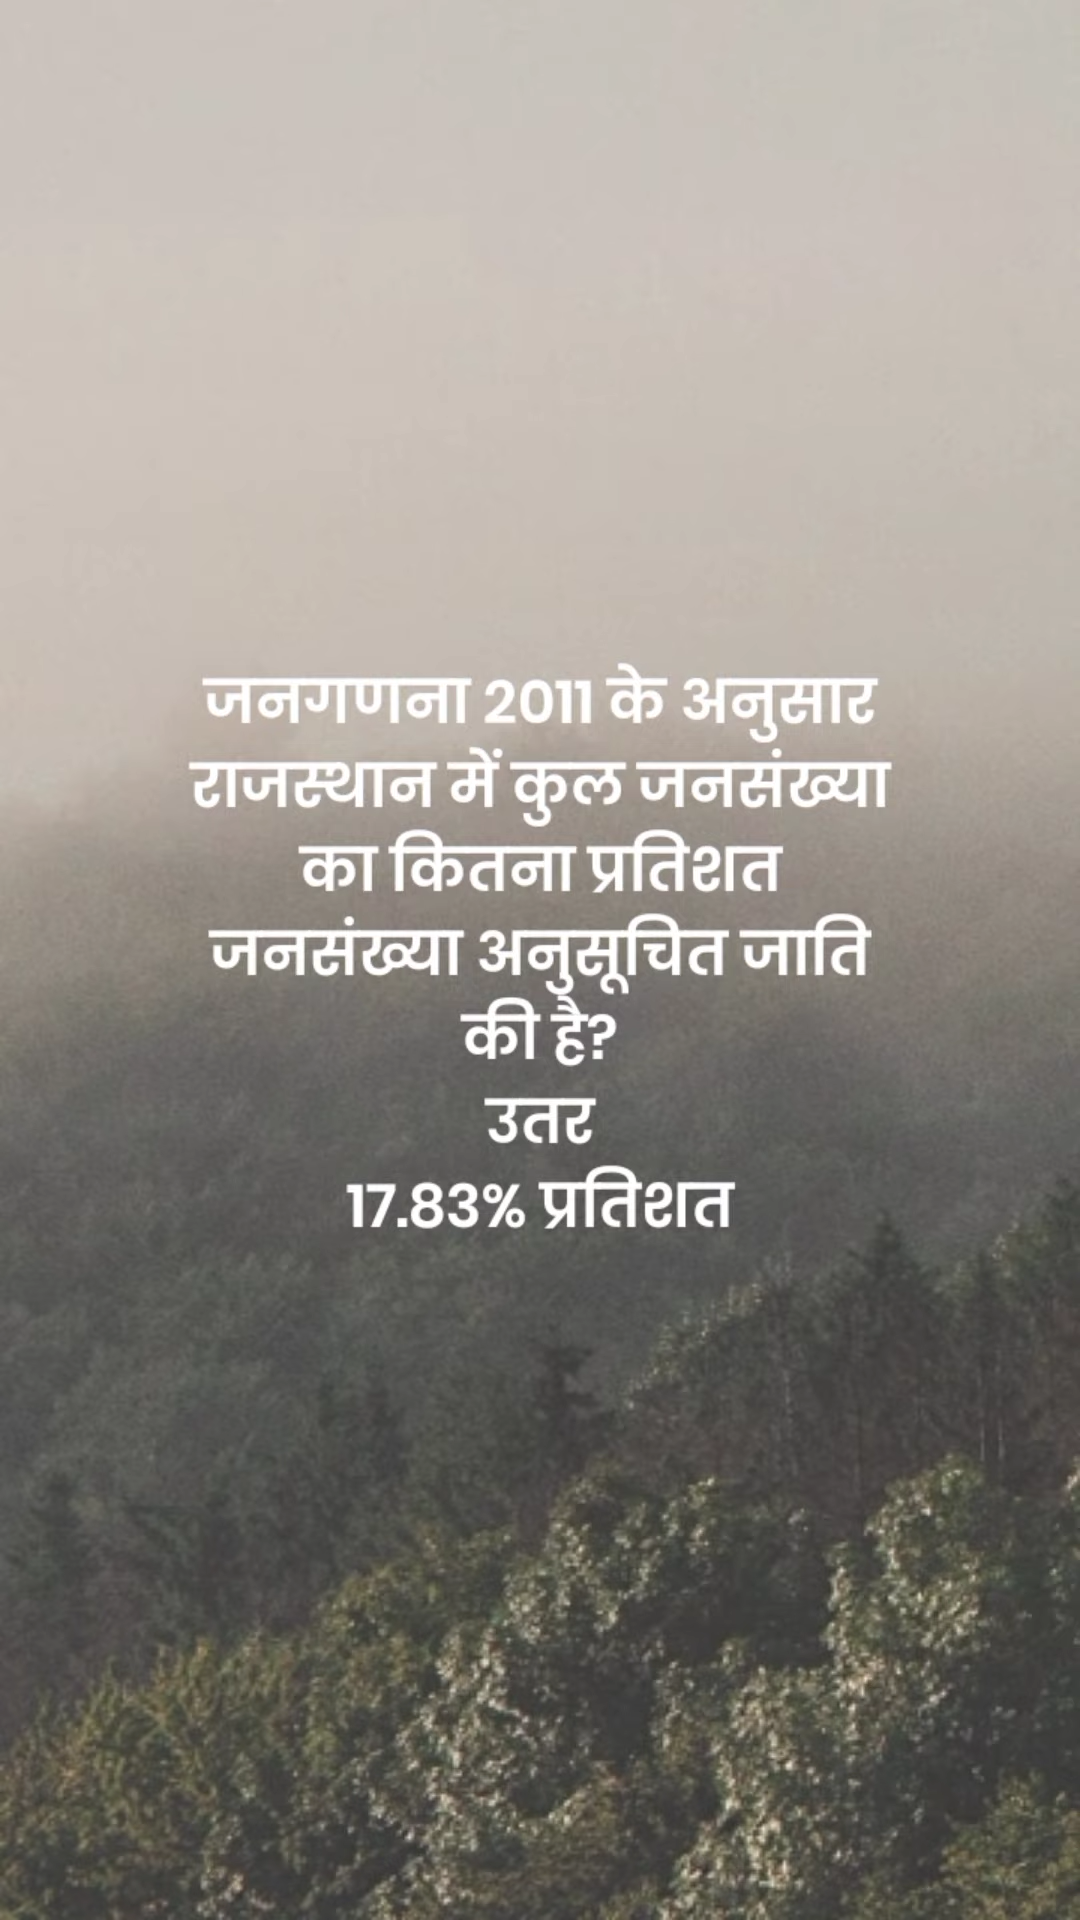 जनगणना 2011 के अनुसार
राजस्थान में कुल जनसंख्या
का कितना प्रतिशत
जनसंख्या अनुसूचित जाति
की है?
उतर
17.83% प्रतिशत